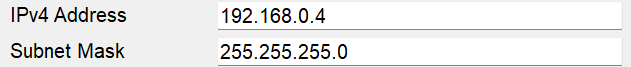 IPv4 Address 192.168.0.4
Subnet Mask 255.255.255.0